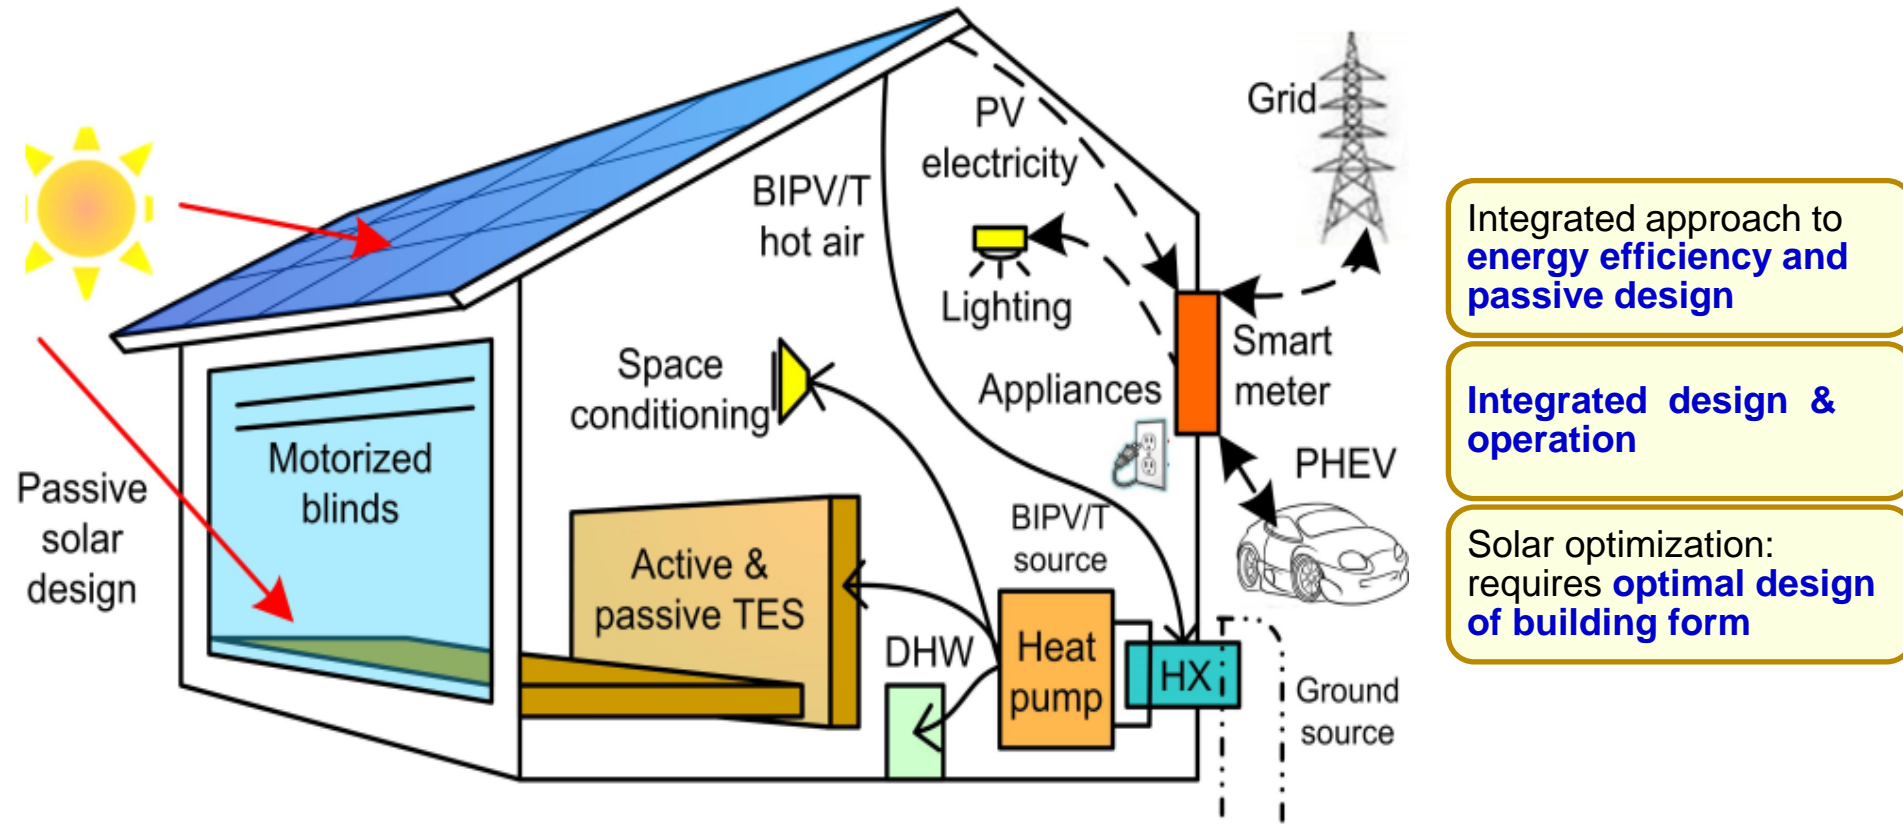 PV
electricity
Grid
BIPV/T
hot air
Lighting
Space
conditioning
Appliances
Smart
meter
Motorized
blinds
PHEV
Passive
solar
design
Active &
passive TES
BIPV/T
source
DHW
Heat
pump
HX
Ground
source
Integrated approach to
energy efficiency and
passive design
Integrated design &
operation
Solar optimization:
requires optimal design
of building form